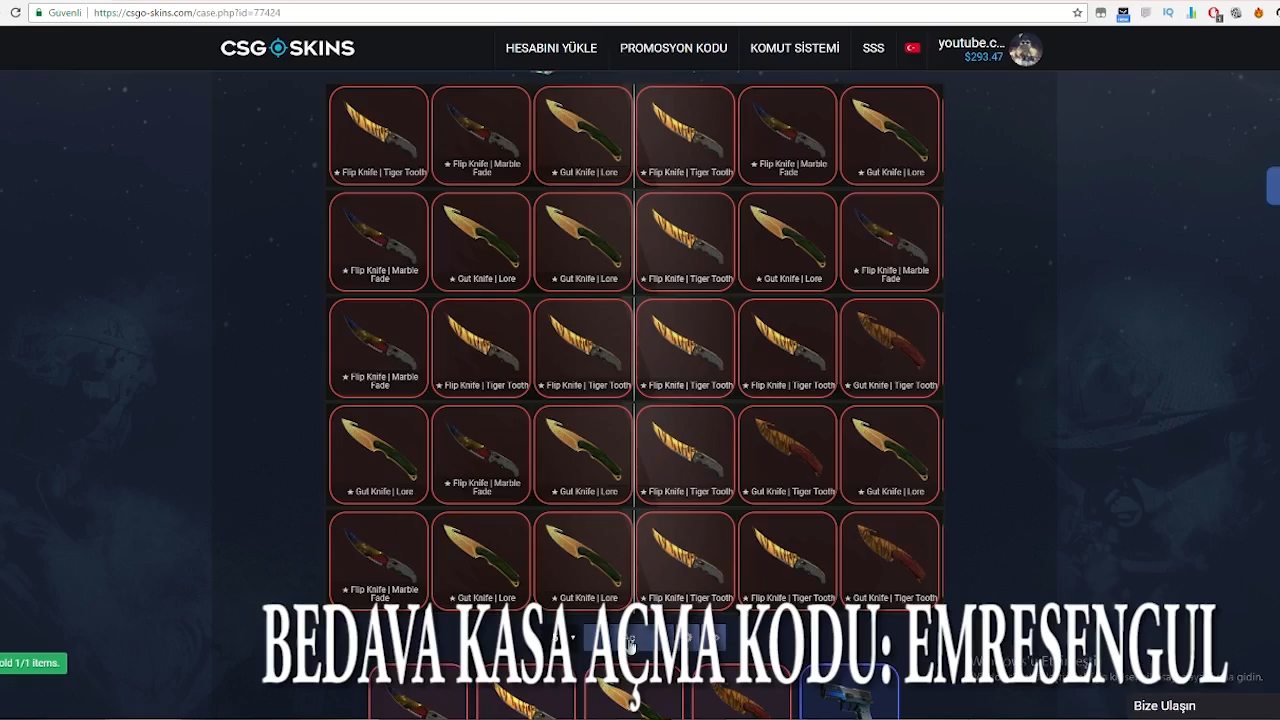 Güvenli
https://csgo-skins.com/case.php?id=77424
CSGO SKINS
HESABINI YÜKLE
PROMOSYON KODU
KOMUT SİSTEMİ
SSS
youtube.c...
$293.47
★ Flip Knife | Tiger Tooth
★ Flip Knife | Marble
Fade
★ Gut Knife | Lore
★ Flip Knife | Tiger Tooth
★ Flip Knife | Marble
Fade
★ Gut Knife | Lore
★ Flip Knife | Marble
Fade
★ Gut Knife | Lore
★ Gut Knife | Lore
★ Flip Knife | Tiger Tooth
★ Gut Knife | Lore
★ Flip Knife | Marble
Fade
★ Flip Knife | Marble
Fade
★ Flip Knife | Tiger Tooth
★ Flip Knife | Tiger Tooth
★ Flip Knife | Tiger Tooth
★ Flip Knife | Tiger Tooth
★ Gut Knife | Tiger Tooth
★ Gut Knife | Lore
★ Flip Knife | Marble
Fade
★ Gut Knife | Lore
★ Flip Knife | Tiger Tooth
★ Gut Knife | Tiger Tooth
★ Gut Knife | Lore
★ Flip Knife | Marble
Fade
★ Gut Knife | Lore
★ Gut Knife | Lore
★ Flip Knife | Tiger Tooth
★ Flip Knife | Tiger Tooth
★ Gut Knife | Tiger Tooth
BEDAVA KASA AÇMA KODU: EMRESENGUL
old 1/1 items.
gidin.
Bize Ulaşın